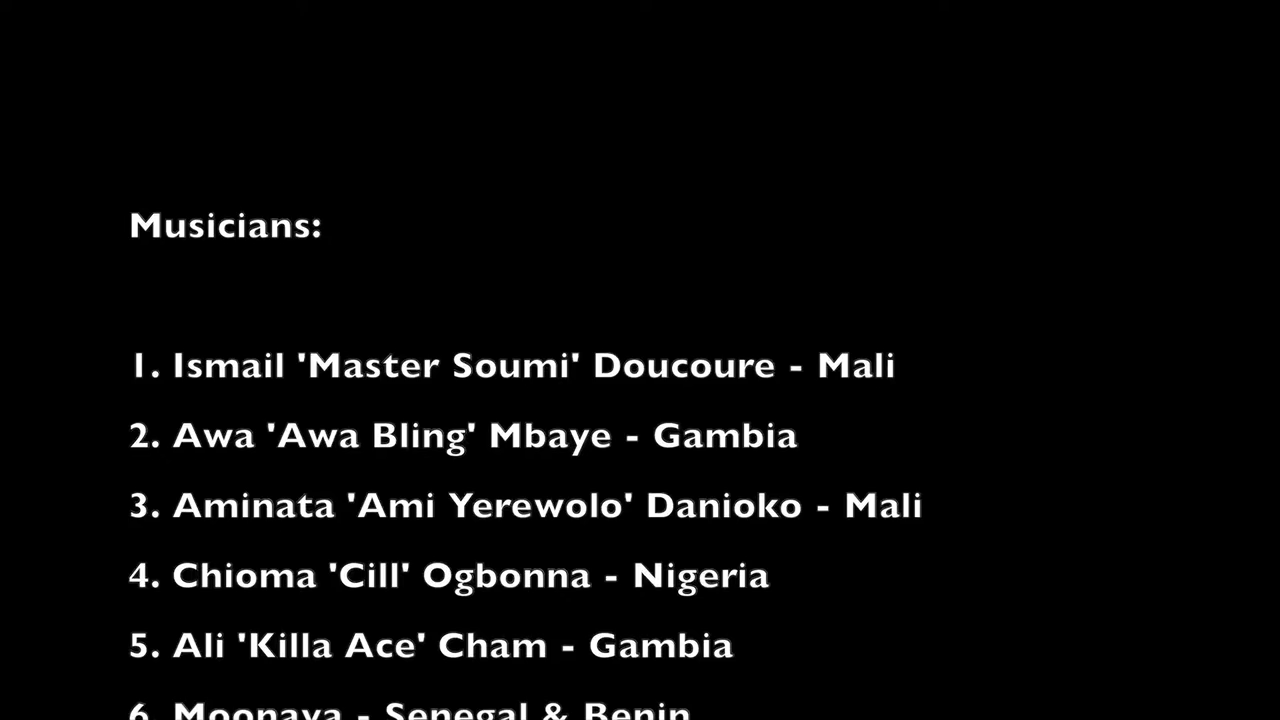 Musicians:
1. Ismail 'Master Soumi' Doucoure - Mali
2. Awa 'Awa Bling' Mbaye - Gambia
3. Aminata 'Ami Yerewolo' Danioko - Mali
4. Chioma 'Cill' Ogbonna - Nigeria
5. Ali 'Killa Ace' Cham - Gambia
6. Moonaya - Senegal & Benin